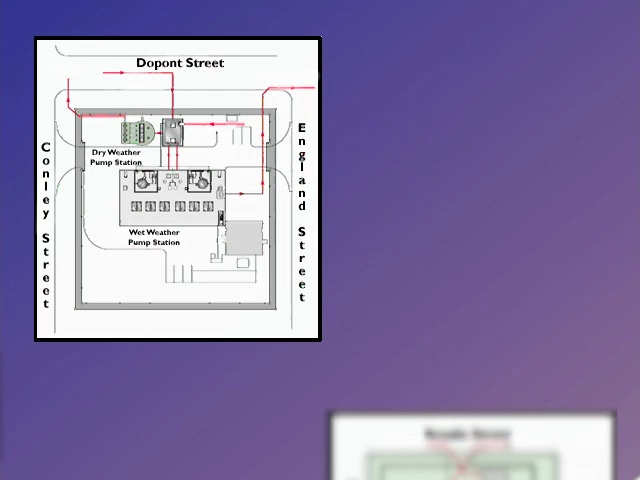 Dopont Street
Conley Street
England Street
Dry Weather
Pump Station
Wet Weather
Pump Station